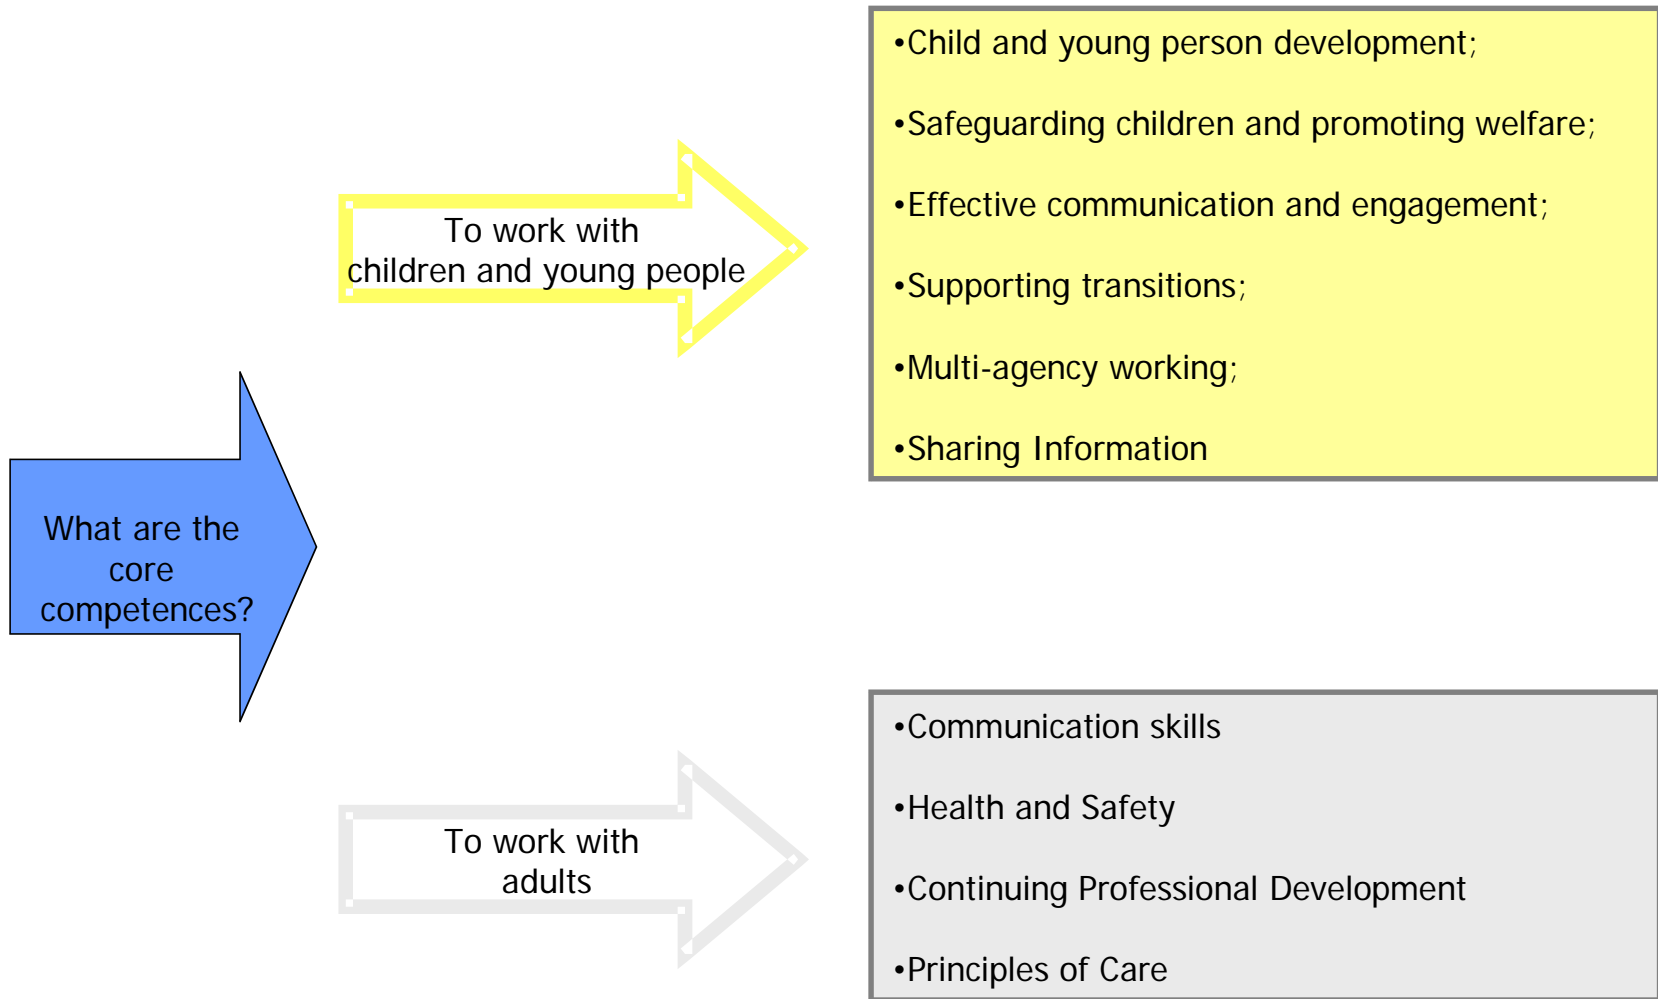 What are the
core
competences?
To work with
children and young people
•Child and young person development;
•Safeguarding children and promoting welfare;
•Effective communication and engagement;
•Supporting transitions;
•Multi-agency working;
•Sharing Information
To work with
adults
•Communication skills
•Health and Safety
•Continuing Professional Development
•Principles of Care